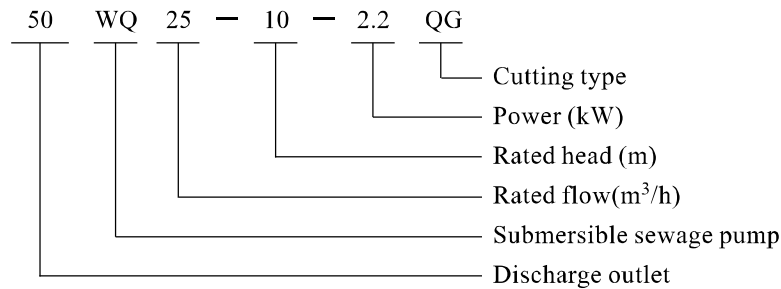 50 WQ 25 - 10 - 2.2 QG
Cutting type
Power (kW)
Rated head (m)
Rated flow(m³/h)
Submersible sewage pump
Discharge outlet